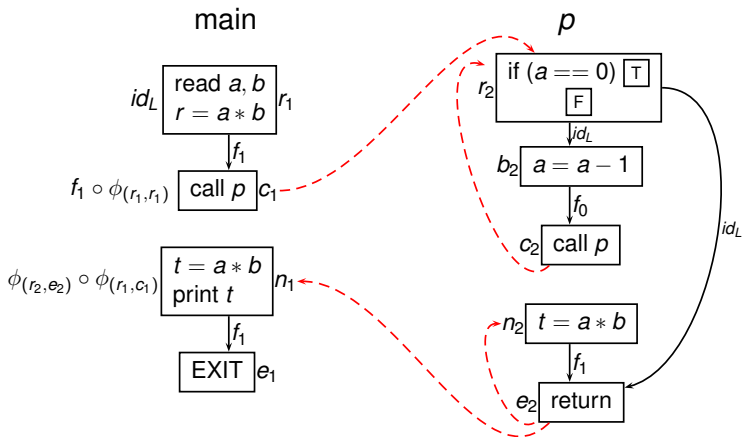 main
p
id_L
read a, b
r = a ∗ b
r_1
f_1
f_1 ∘ ϕ_(r_1,r_1)
call p
c_1
ϕ_(r_2,e_2) ∘ ϕ_(r_1,c_1)
t = a ∗ b
print t
n_1
f_1
EXIT
e_1
r_2
if (a == 0) T
F
id_L
b_2
a = a − 1
f_0
c_2
call p
id_L
n_2
t = a ∗ b
f_1
e_2
return